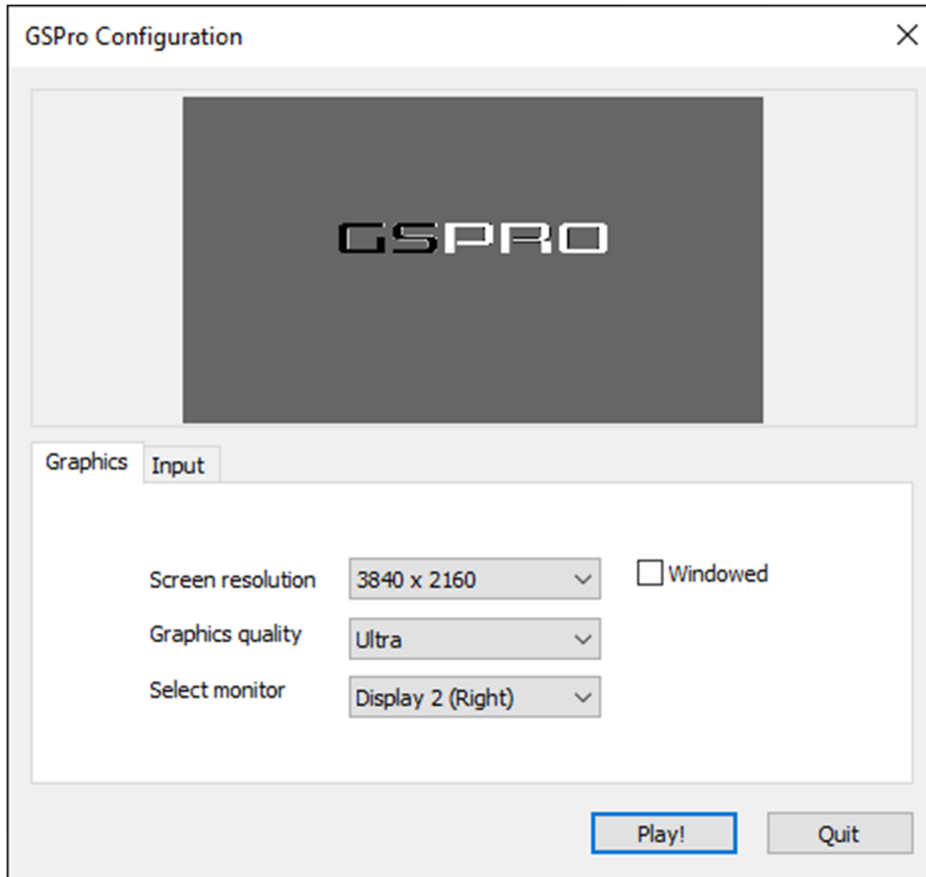 GSPro Configuration
GSPRO
Graphics Input
Screen resolution 3840 x 2160 Windowed
Graphics quality Ultra
Select monitor Display 2 (Right)
Play! Quit